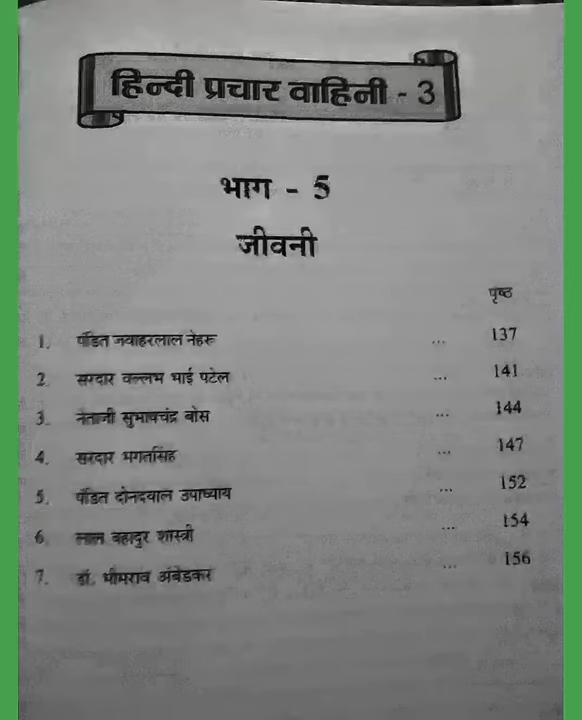 हिन्दी प्रचार वाहिनी - 3
भाग - 5
जीवनी
पृष्ठ
1. पंडित जवाहरलाल नेहरू ... 137
2. सरदार वल्लभ भाई पटेल ... 141
3. नेताजी सुभाषचंद्र बोस ... 144
4. सरदार भगतसिंह ... 147
5. पंडित दीनदयाल उपाध्याय ... 152
6. लाल बहादुर शास्त्री ... 154
7. डॉ. भीमराव अंबेडकर ... 156